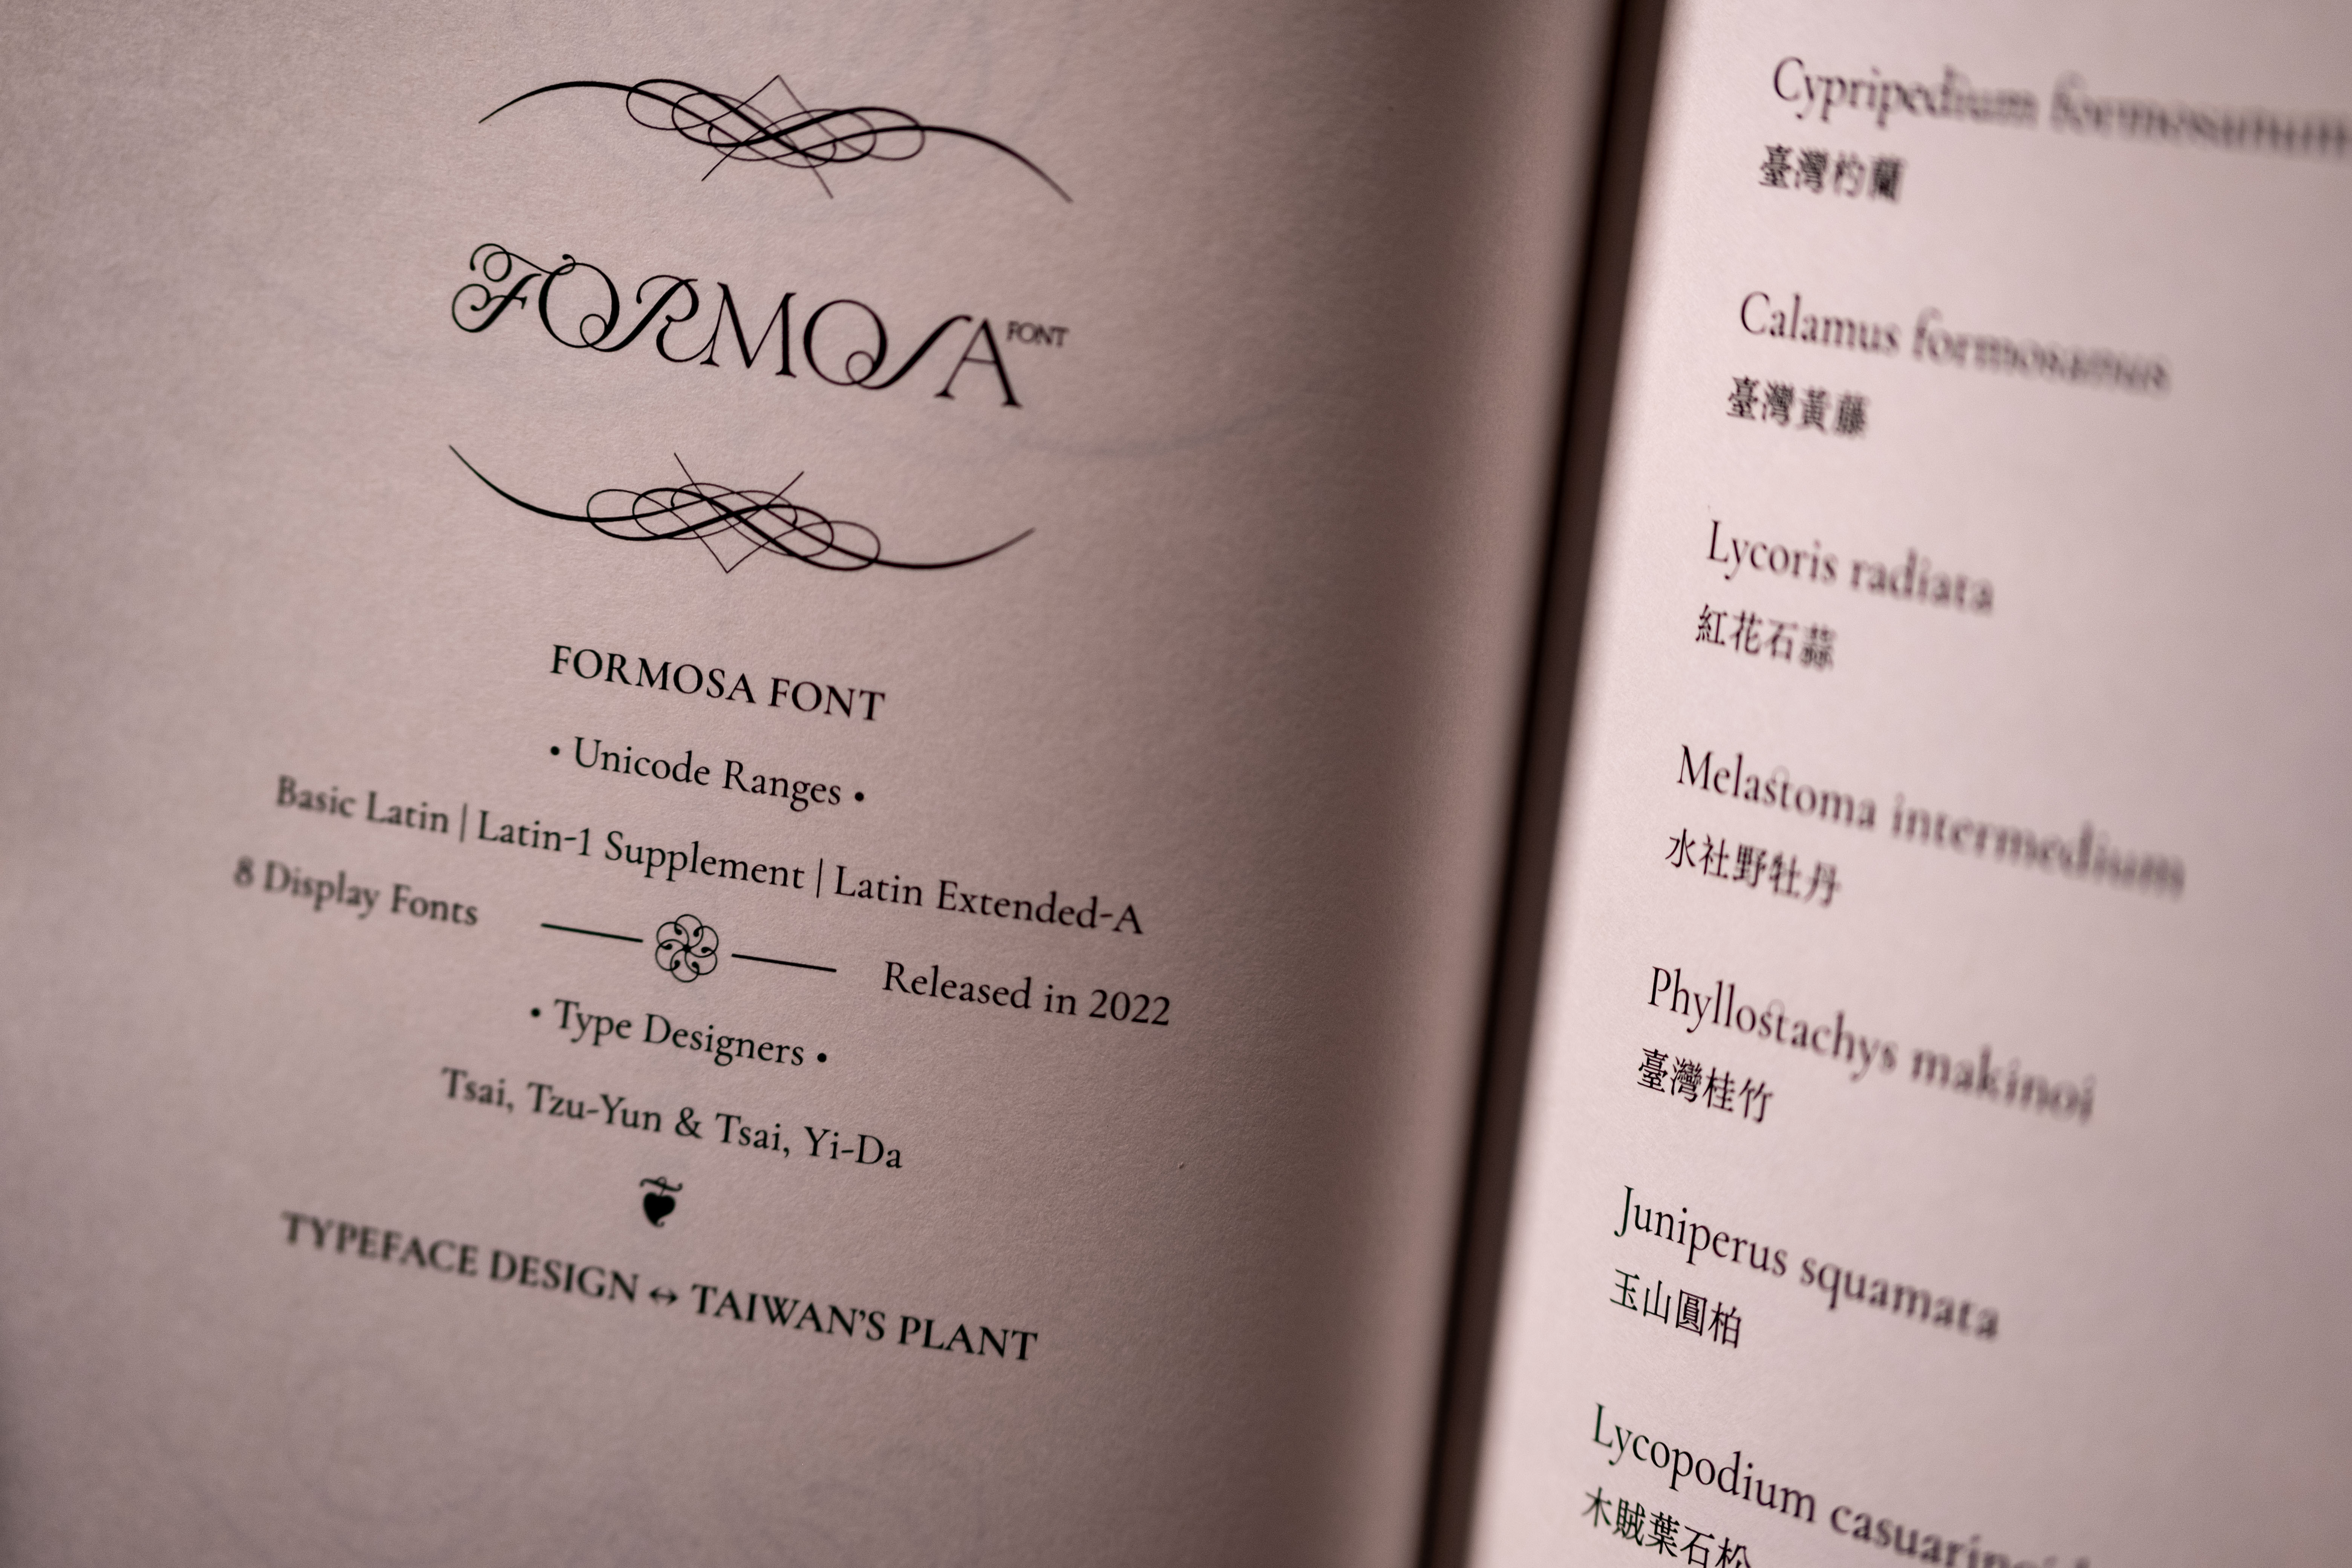 FORMOSA FONT
FORMOSA FONT
• Unicode Ranges •
Basic Latin | Latin-1 Supplement | Latin Extended-A
8 Display Fonts
Released in 2022
• Type Designers •
Tsai, Tzu-Yun & Tsai, Yi-Da
TYPEFACE DESIGN ↔ TAIWAN’S PLANT
Cypripedium formosanum
臺灣杓蘭
Calamus formosanus
臺灣黃藤
Lycoris radiata
紅花石蒜
Melastoma intermedium
水社野牡丹
Phyllostachys makinoi
臺灣桂竹
Juniperus squamata
玉山圓柏
Lycopodium
木賊葉石松